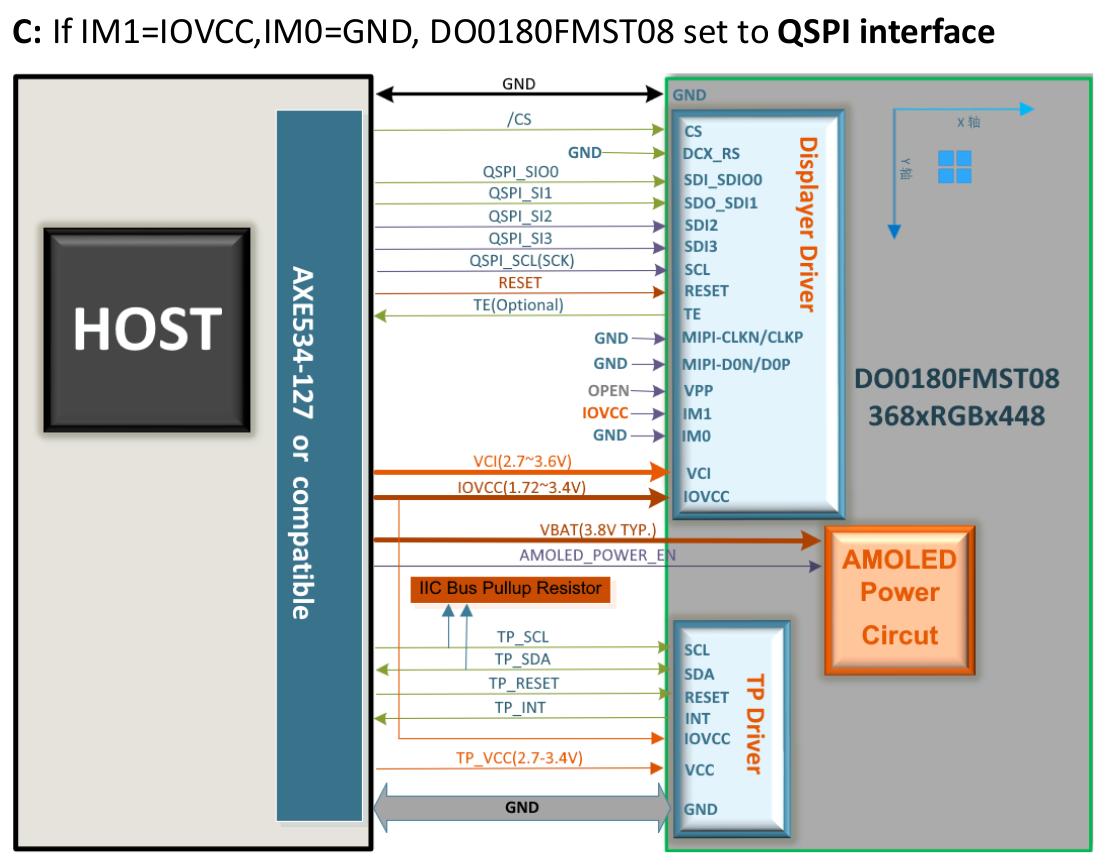 C: If IM1=IOVCC,IM0=GND, DO0180FMST08 set to QSPI interface
GND
GND
/CS
CS
GND
DCX_RS
QSPI_SIO0
SDI_SDIO0
QSPI_SI1
SDO_SDI1
QSPI_SI2
SDI2
QSPI_SI3
SDI3
QSPI_SCL(SCK)
SCL
RESET
RESET
TE(Optional)
TE
GND
MIPI-CLKN/CLKP
GND
MIPI-D0N/D0P
OPEN
VPP
IOVCC
IM1
GND
IM0
VCI(2.7~3.6V)
VCI
IOVCC(1.72~3.4V)
IOVCC
Displayer Driver
X 轴
Y 轴
HOST
AXE534-127 or compatible
DO0180FMST08
368xRGBx448
VBAT(3.8V TYP.)
AMOLED_POWER_EN
AMOLED
Power
Circut
IIC Bus Pullup Resistor
TP_SCL
SCL
TP_SDA
SDA
TP_RESET
RESET
TP_INT
INT
IOVCC
TP_VCC(2.7-3.4V)
VCC
GND
GND
TP Driver